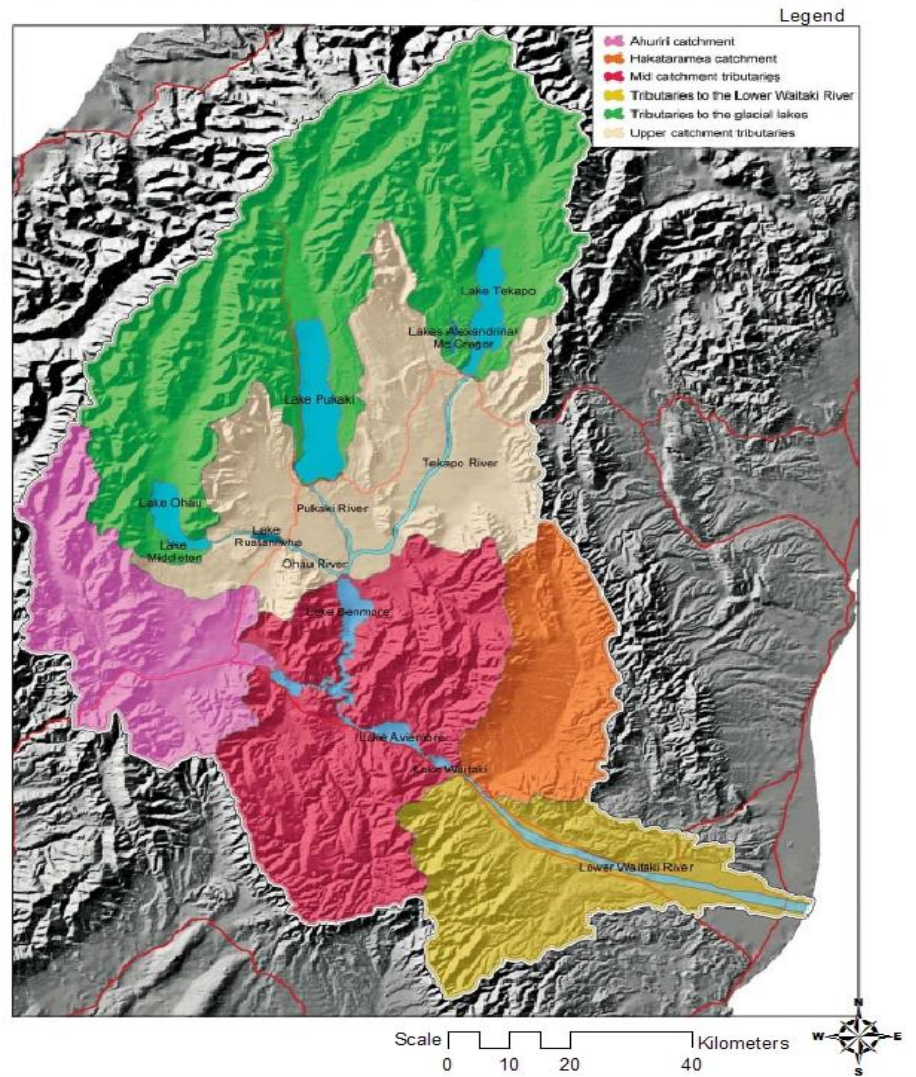 Legend
Ahuriri catchment
Hakataramea catchment
Mid catchment tributaries
Tributaries to the Lower Waitaki River
Tributaries to the glacial lakes
Upper catchment tributaries
Lake Tekapo
Lakes Alexandrina/
Mc Gregor
Lake Pukaki
Tekapo River
Lake Ohau
Pukaki River
Lake
Ruataniwha
Lake
Middleton
Ohau River
Lake Benmore
Lake Aviemore
Lake Waitaki
Lower Waitaki River
N
W
E
S
Scale
Kilometers
0 10 20 40